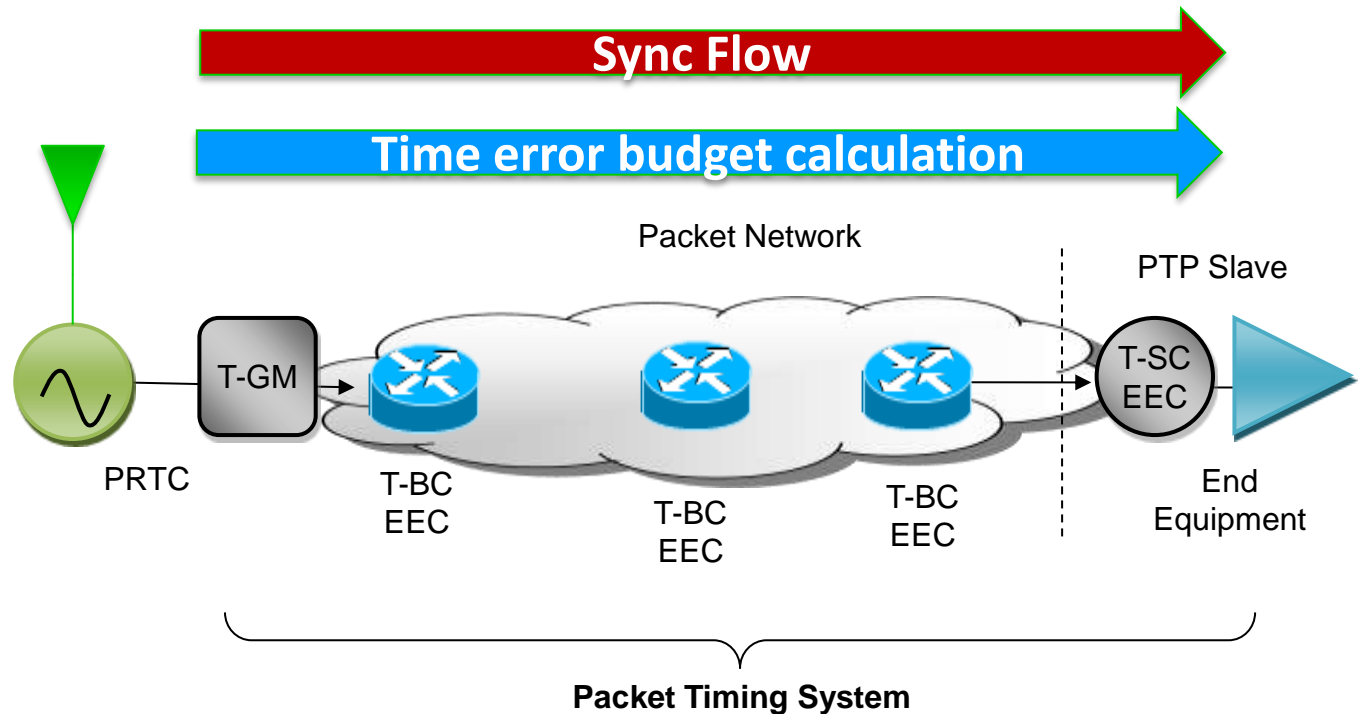 Sync Flow
Time error budget calculation
Packet Network
PTP Slave
T-GM
T-SC
EEC
PRTC
T-BC
EEC
T-BC
EEC
T-BC
EEC
End
Equipment
Packet Timing System